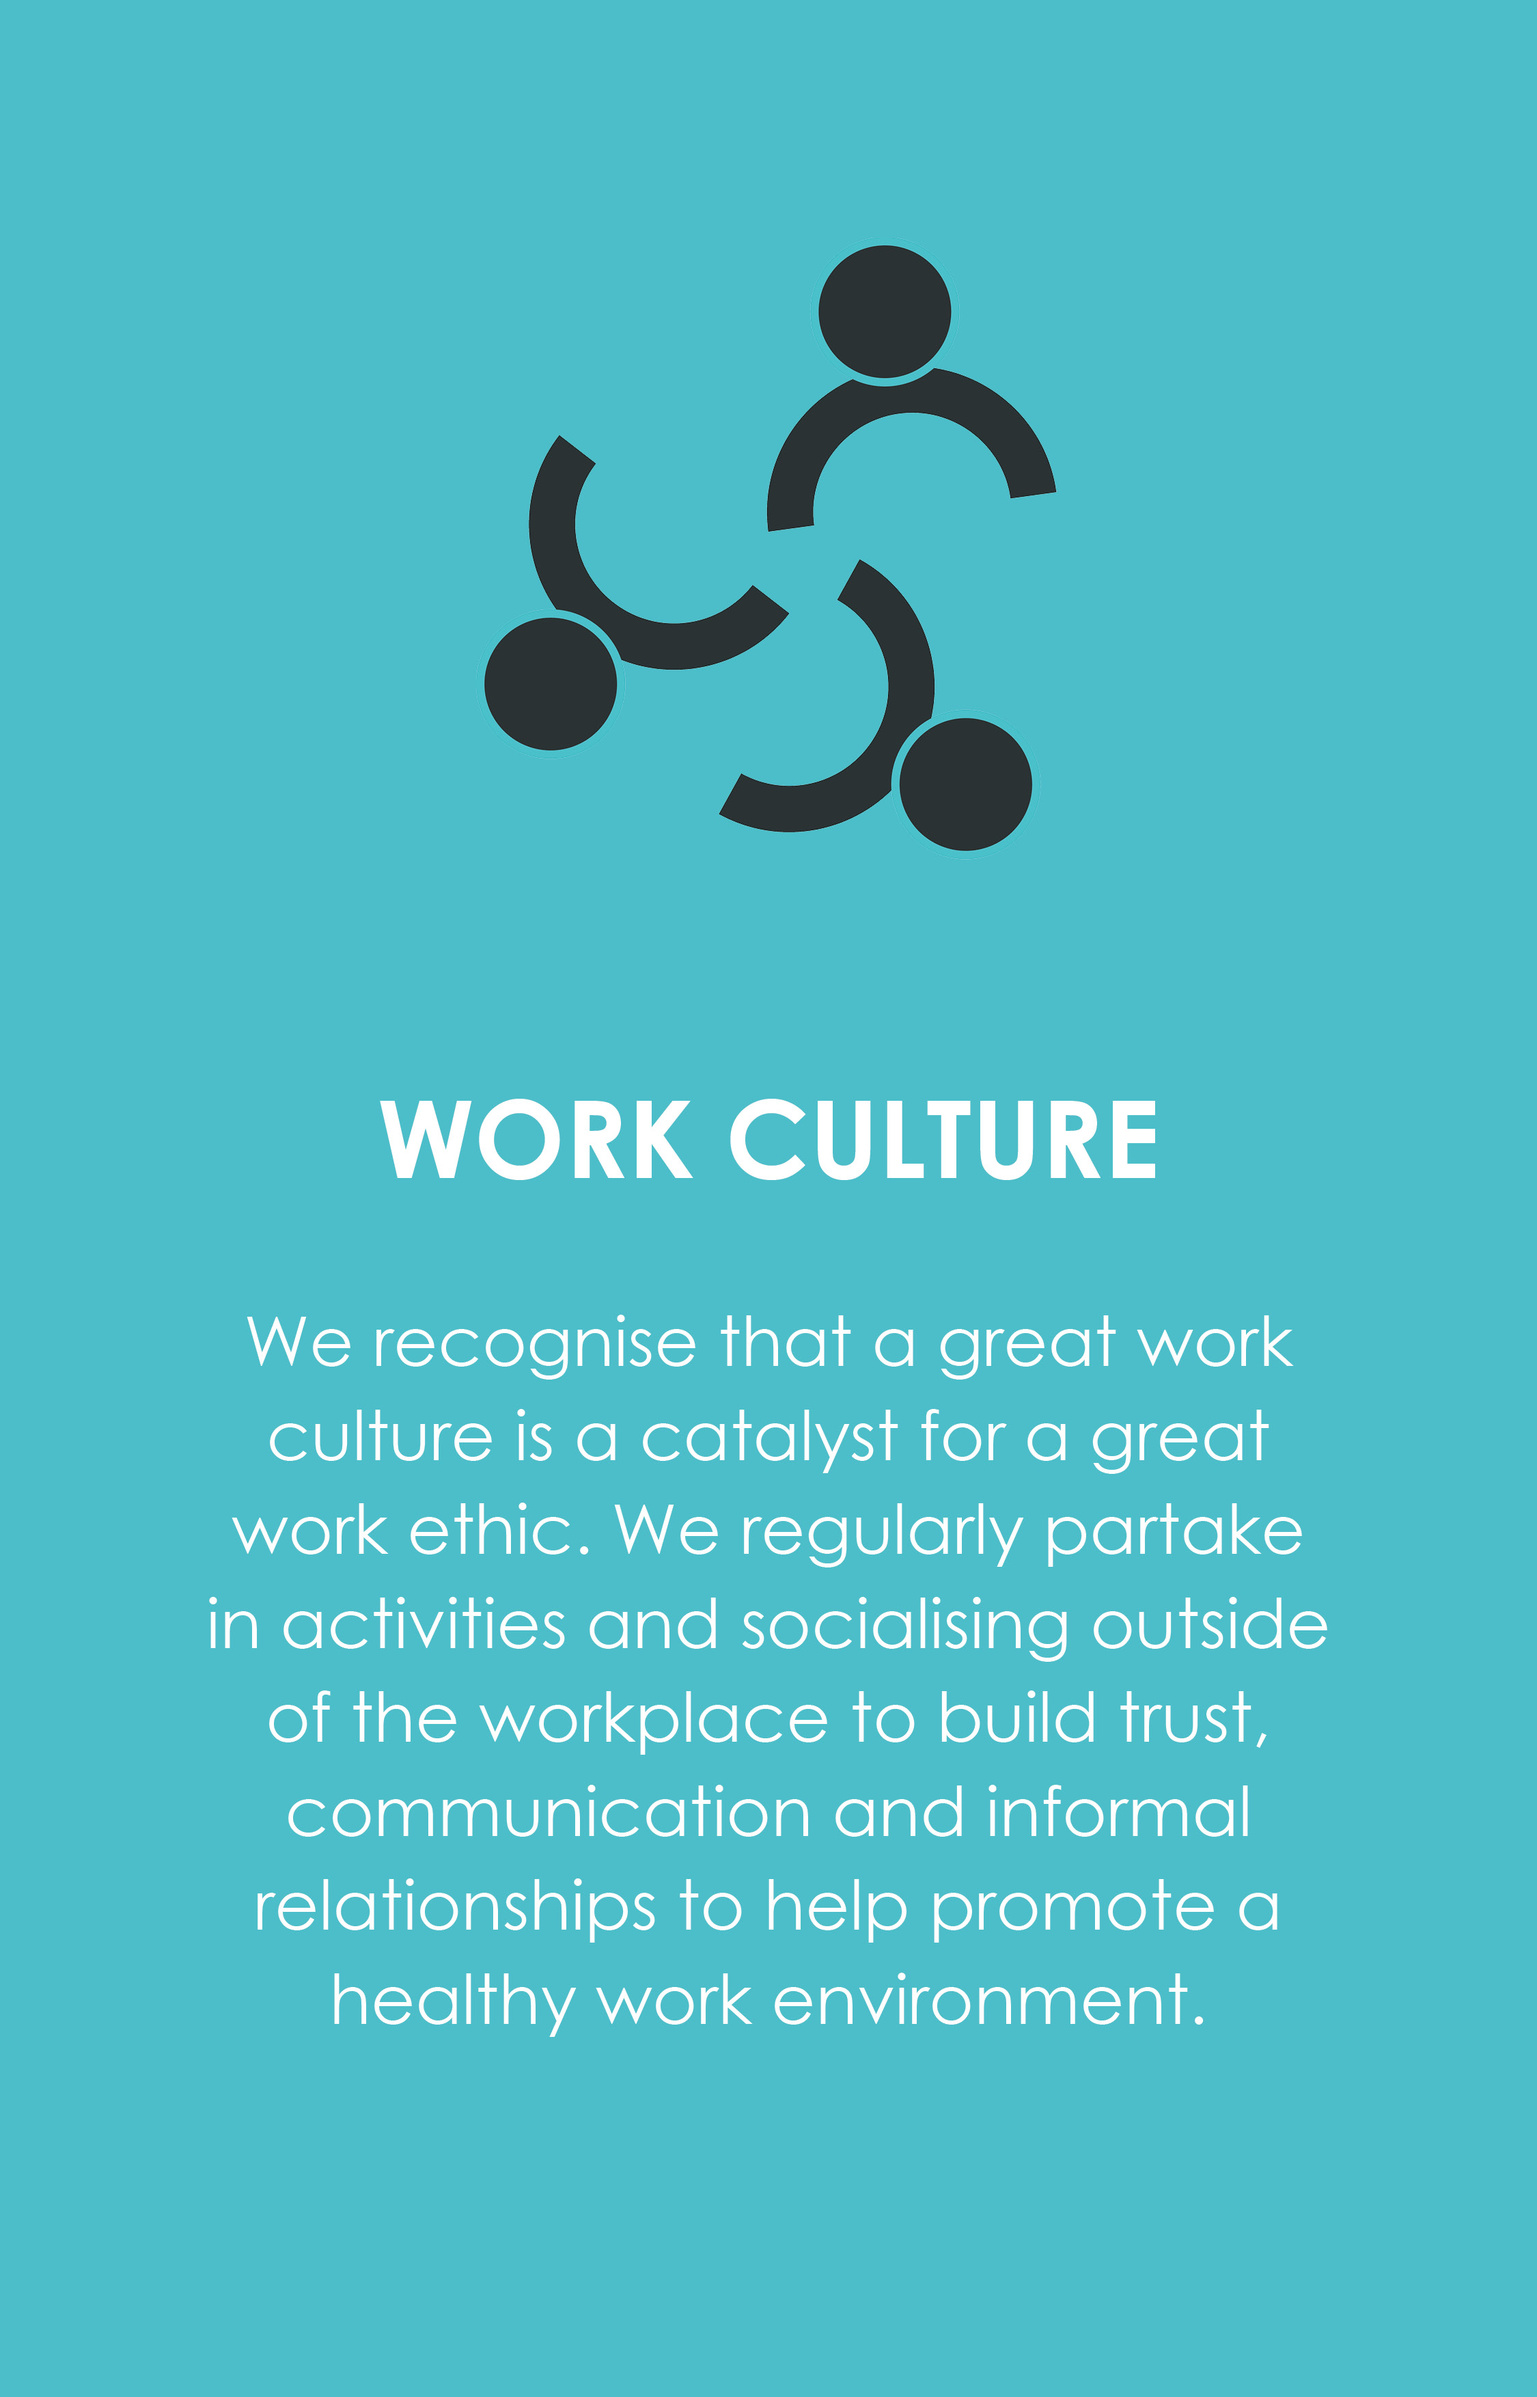 WORK CULTURE
We recognise that a great work
culture is a catalyst for a great
work ethic. We regularly partake
in activities and socialising outside
of the workplace to build trust,
communication and informal
relationships to help promote a
healthy work environment.